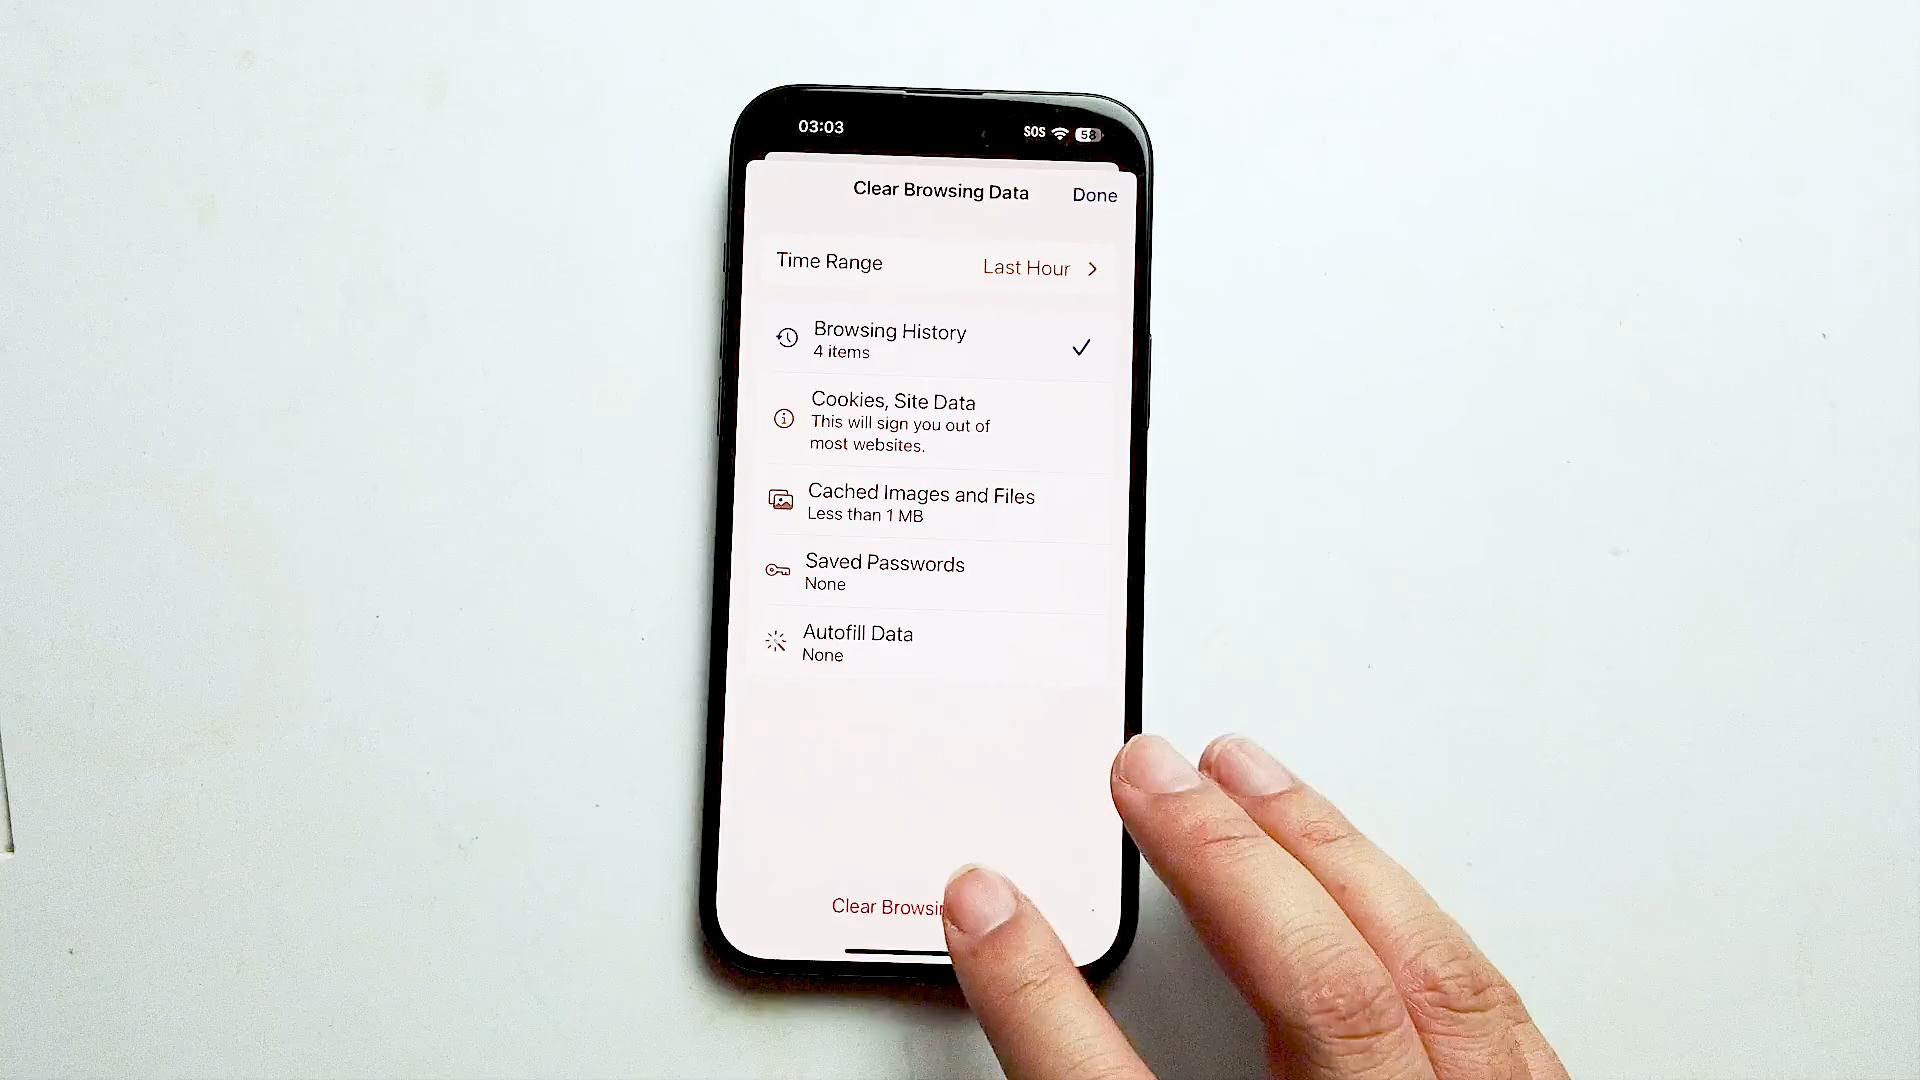 03:03 SOS 58
Clear Browsing Data Done
Time Range Last Hour
Browsing History
4 items
Cookies, Site Data
This will sign you out of
most websites.
Cached Images and Files
Less than 1 MB
Saved Passwords
None
Autofill Data
None
Clear